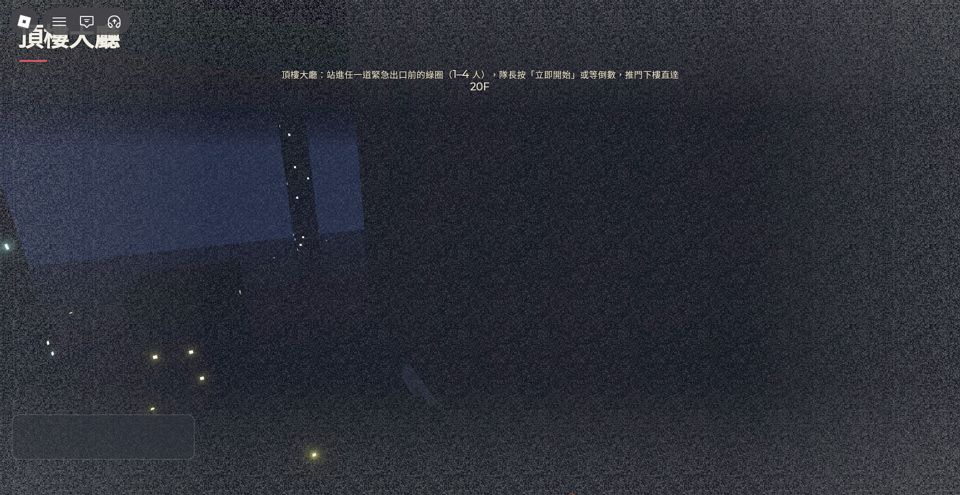 頂樓大廳
頂樓大廳：站進任一道緊急出口前的綠圈（1–4 人），隊長按「立即開始」或等倒數，推門下樓直達
20F